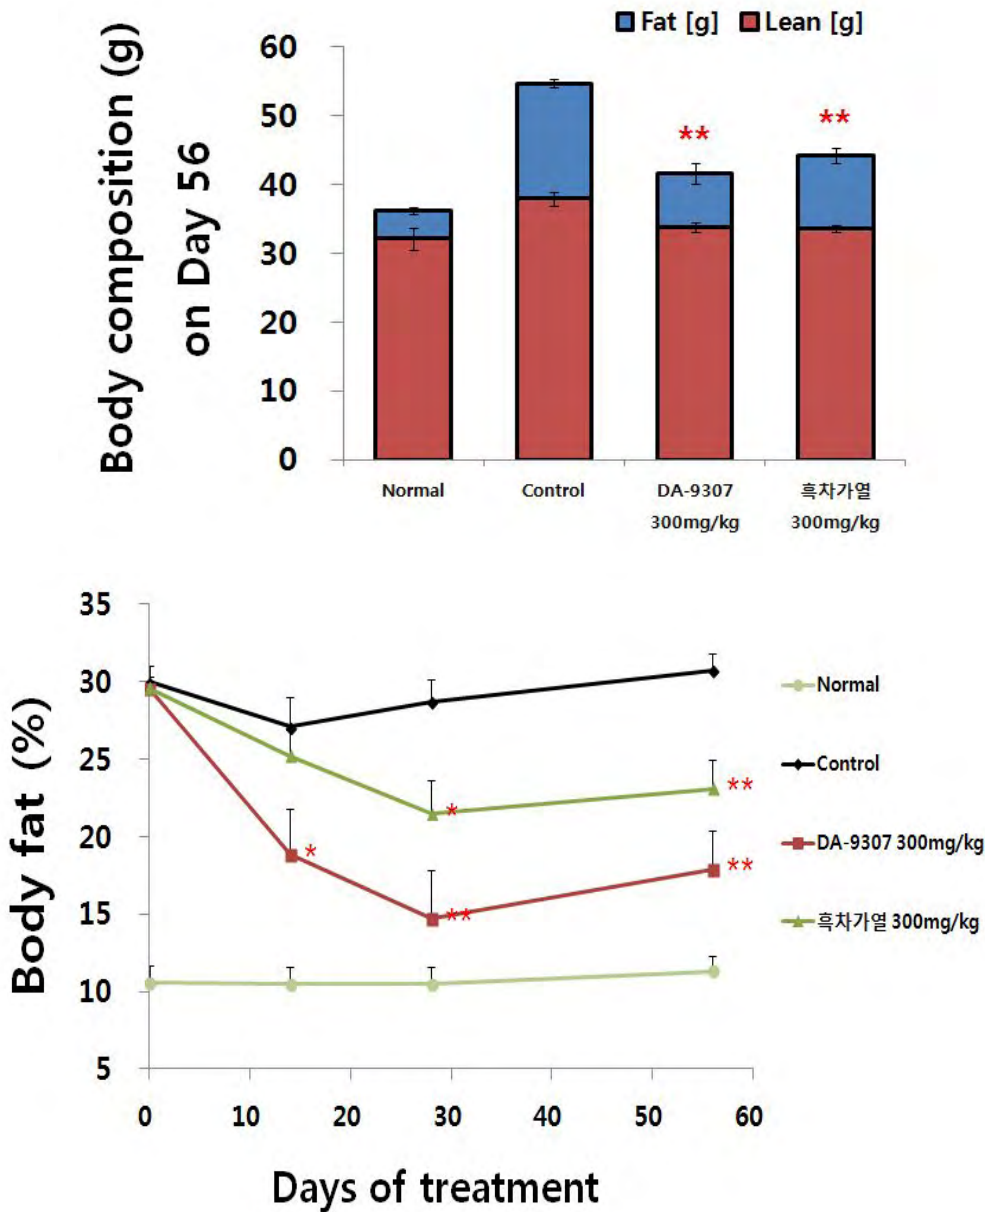 Fat [g] Lean [g]
Body composition (g)
on Day 56
60
50
40
30
20
10
0
Normal
Control
DA-9307
300mg/kg
흑차가열
300mg/kg
**
**
35
30
25
20
15
10
5
Body fat (%)
0 10 20 30 40 50 60
Days of treatment
*
**
*
**
**
Normal
Control
DA-9307 300mg/kg
흑차가열 300mg/kg